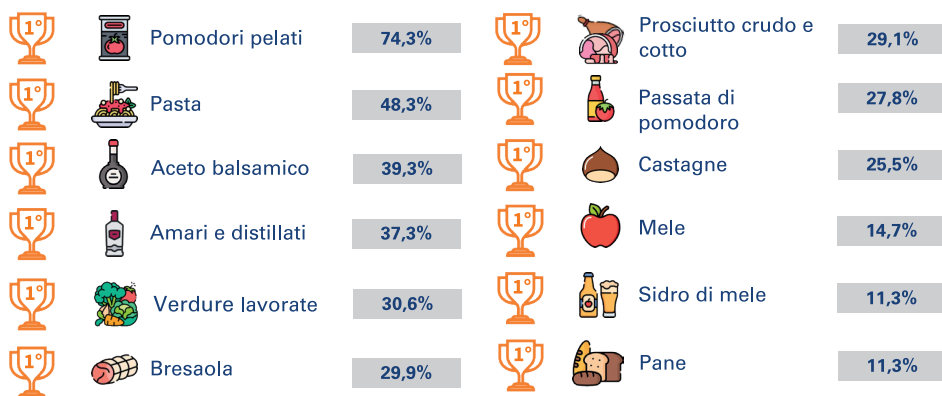 1° Pomodori pelati 74,3%
1° Pasta 48,3%
1° Aceto balsamico 39,3%
1° Amari e distillati 37,3%
1° Verdure lavorate 30,6%
1° Bresaola 29,9%
1° Prosciutto crudo e
cotto 29,1%
1° Passata di
pomodoro 27,8%
1° Castagne 25,5%
1° Mele 14,7%
1° Sidro di mele 11,3%
1° Pane 11,3%